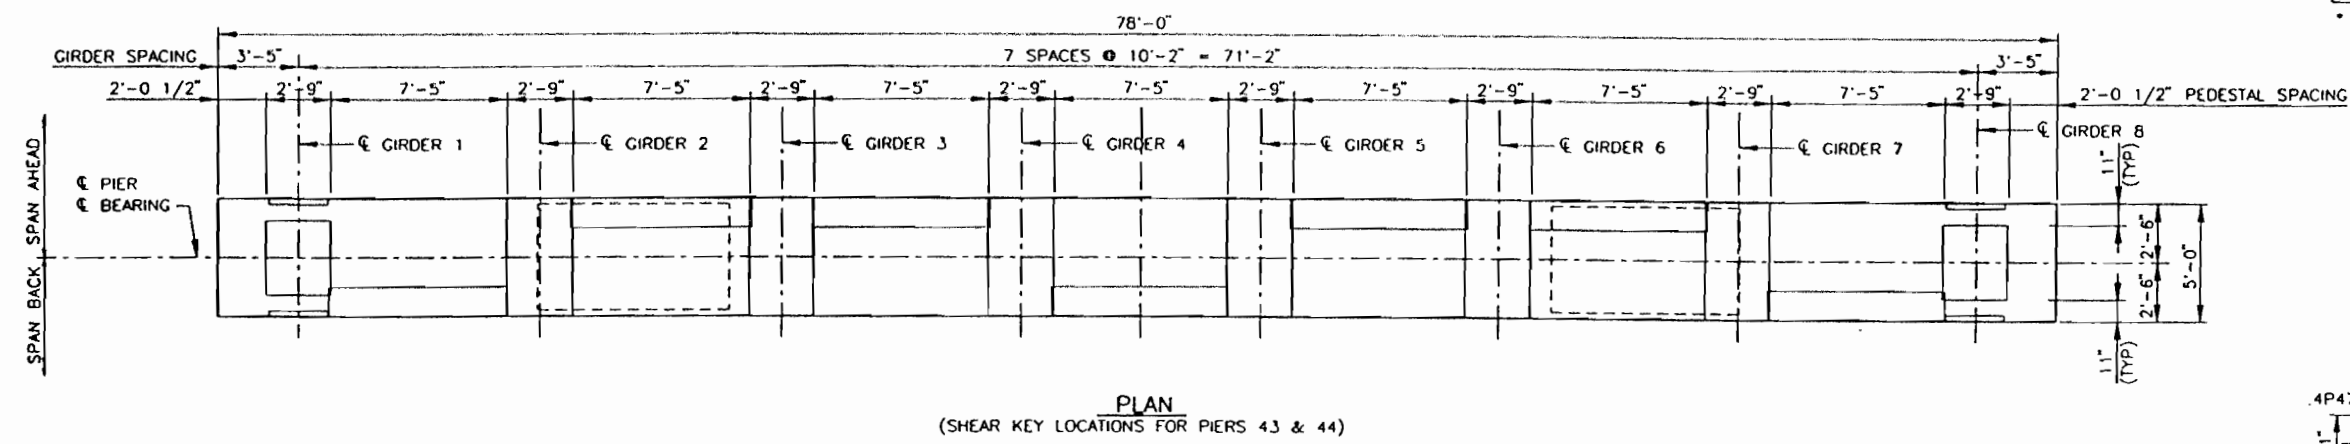 78'-0"
GIRDER SPACING 3'-5" 7 SPACES @ 10'-2" = 71'-2" 3'-5"
2'-0 1/2" 2'-9" 7'-5" 2'-9" 7'-5" 2'-9" 7'-5" 2'-9" 7'-5" 2'-9" 7'-5" 2'-9" 7'-5" 2'-9" 7'-5" 2'-9" 2'-0 1/2" PEDESTAL SPACING
℄ GIRDER 1 ℄ GIRDER 2 ℄ GIRDER 3 ℄ GIRDER 4 ℄ GIRDER 5 ℄ GIRDER 6 ℄ GIRDER 7 ℄ GIRDER 8
SPAN AHEAD
SPAN BACK
℄ PIER
℄ BEARING
11"
(TYP)
2'-6"
2'-6"
5'-0"
11"
(TYP)
PLAN
(SHEAR KEY LOCATIONS FOR PIERS 43 & 44)